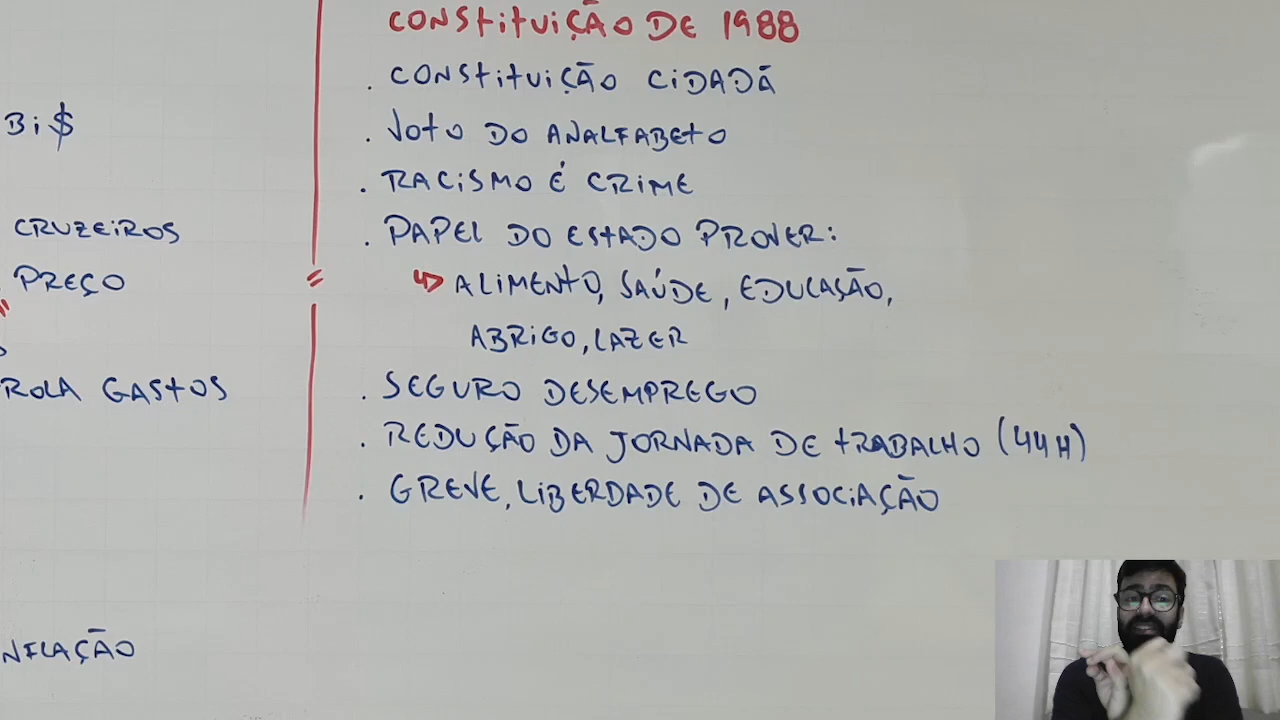 BI $
CRUZEIROS
PREÇO
ROLA GASTOS
NFLAÇÃO
CONSTITUIÇÃO DE 1988
. CONSTITUIÇÃO CIDADÃ
. VOTO DO ANALFABETO
. RACISMO É CRIME
. PAPEL DO ESTADO PROVER:
↳ ALIMENTO, SAÚDE, EDUCAÇÃO,
ABRIGO, LAZER
. SEGURO DESEMPREGO
. REDUÇÃO DA JORNADA DE TRABALHO (44H)
. GREVE, LIBERDADE DE ASSOCIAÇÃO